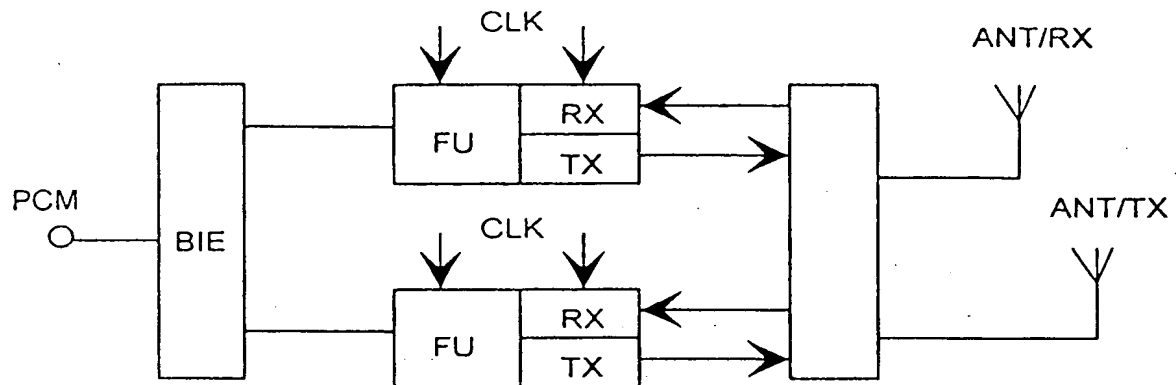 CLK
ANT/RX
FU
RX
TX
PCM
BIE
ANT/TX
CLK
FU
RX
TX